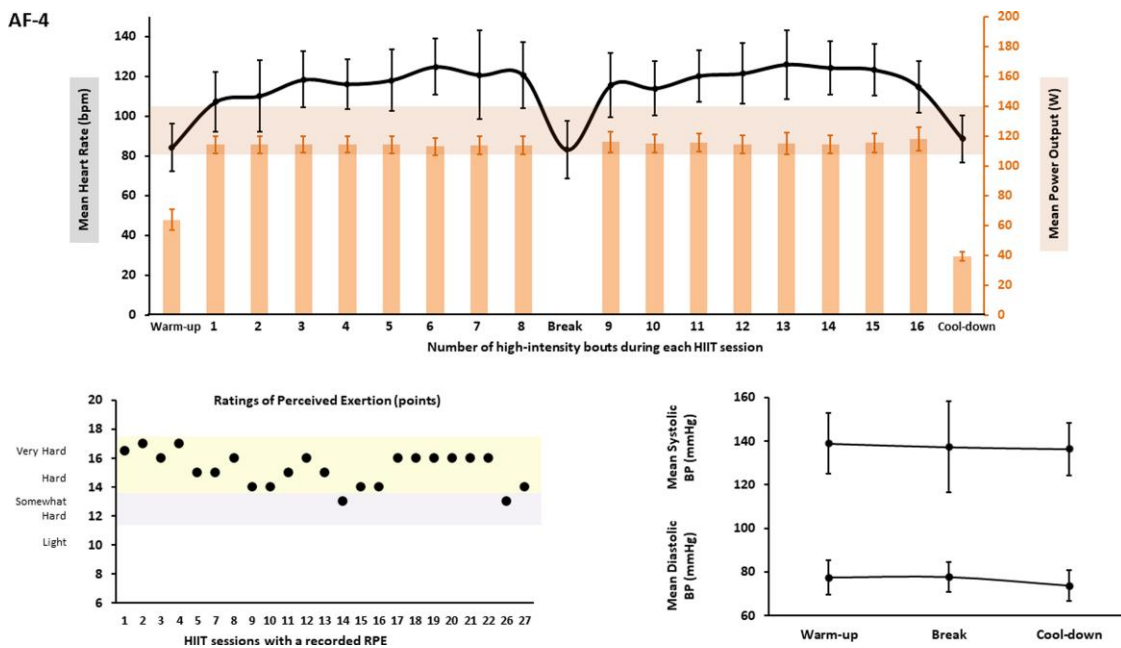 AF-4
Mean Heart Rate (bpm)
140
120
100
80
60
40
20
0
200
180
160
140
120
100
80
60
40
20
0
Mean Power Output (W)
Warm-up 1 2 3 4 5 6 7 8 Break 9 10 11 12 13 14 15 16 Cool-down
Number of high-intensity bouts during each HIIT session
Ratings of Perceived Exertion (points)
20
18
16
14
12
10
8
6
Very Hard
Hard
Somewhat
Hard
Light
1 2 3 4 5 7 8 9 10 11 12 13 14 15 16 17 18 19 20 21 22 26 27
HIIT sessions with a recorded RPE
Mean Systolic
BP (mmHg)
Mean Diastolic
BP (mmHg)
160
140
120
100
80
60
Warm-up Break Cool-down